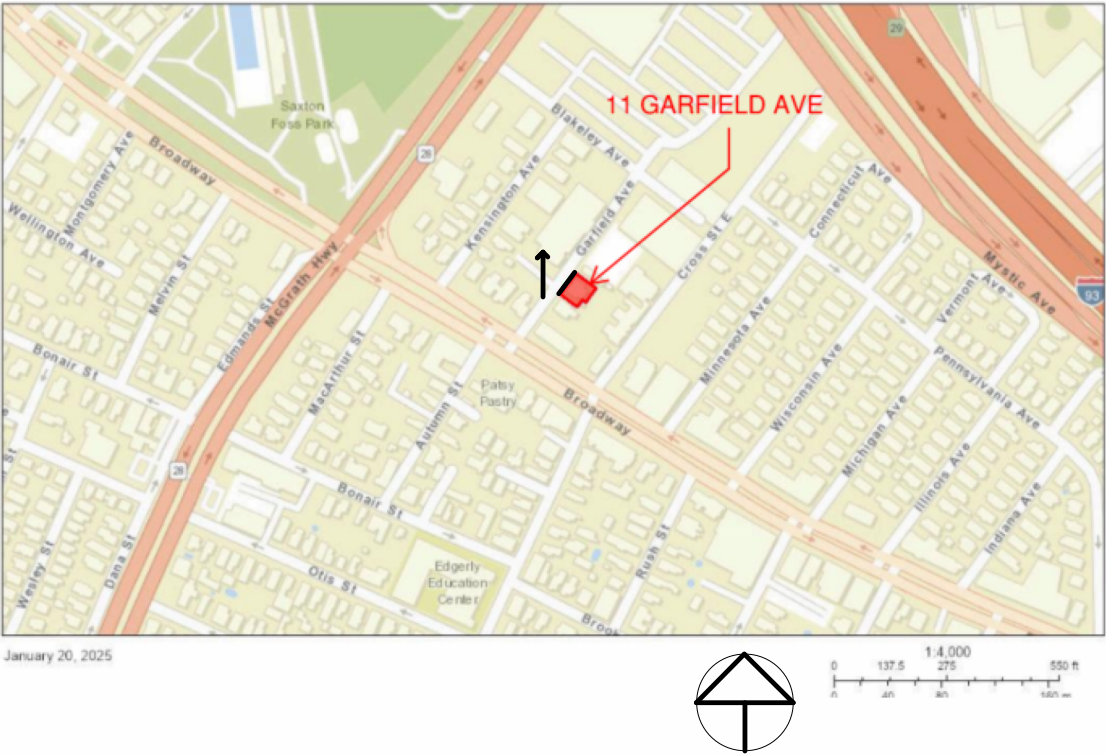 29
11 GARFIELD AVE
Saxton
Foss Park
Blakeley Ave
28
Montgomery Ave
Broadway
Kensington Ave
Connecticut Ave
Garfield Ave
Wellington Ave
Cross St E
Melvin St
McGrath Hwy
Mystic Ave
Vermont Ave
93
Edmands St
Minnesota Ave
Bonair St
MacArthur St
Wisconsin Ave
Pennsylvania Ave
Patsy
Pastry
Broadway
Autumn St
Michigan Ave
St
28
Illinois Ave
Bonair St
Indiana Ave
Rush St
Wesley St
Dana St
Otis St
Edgerly
Education
Center
Brook
January 20, 2025
1:4,000
0 137.5 275 550 ft
0 40 80 160 m